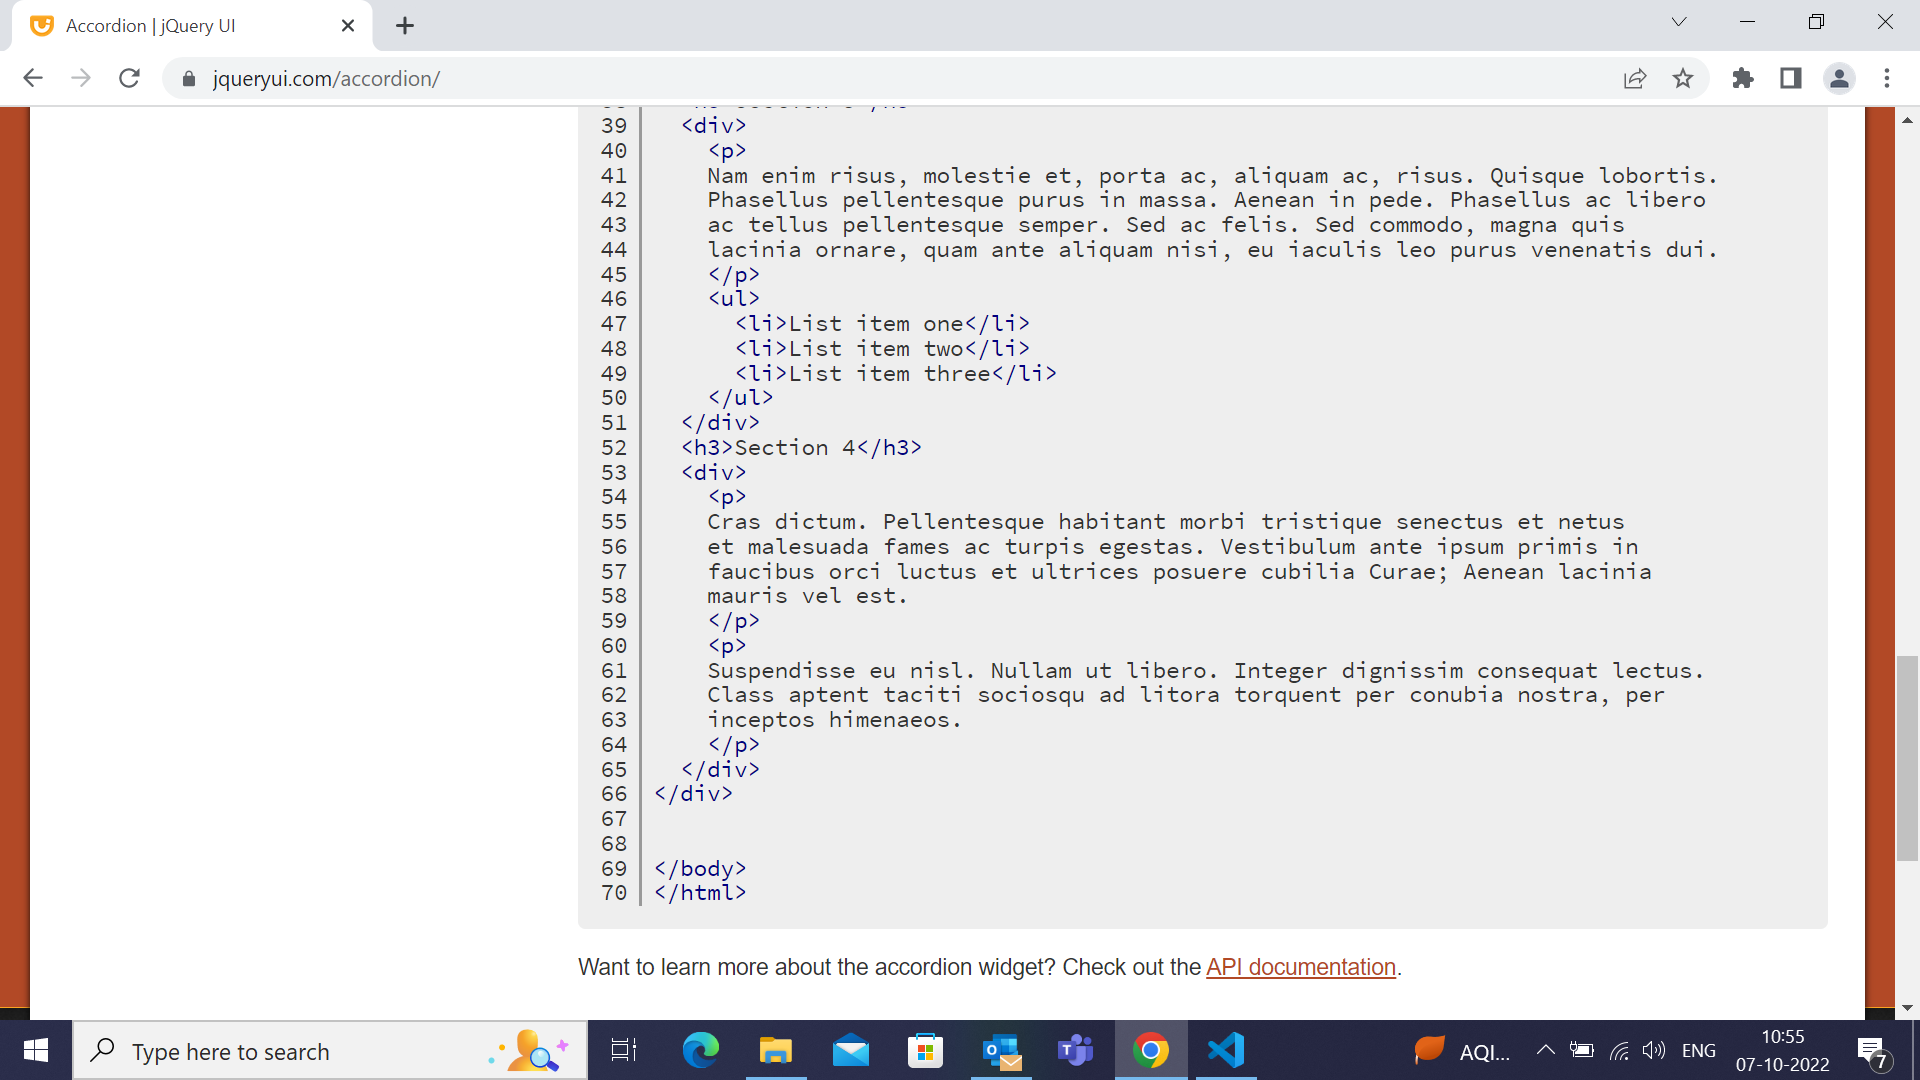 Accordion | jQuery UI
jqueryui.com/accordion/
39 <div>
40 <p>
41 Nam enim risus, molestie et, porta ac, aliquam ac, risus. Quisque lobortis.
42 Phasellus pellentesque purus in massa. Aenean in pede. Phasellus ac libero
43 ac tellus pellentesque semper. Sed ac felis. Sed commodo, magna quis
44 lacinia ornare, quam ante aliquam nisi, eu iaculis leo purus venenatis dui.
45 </p>
46 <ul>
47 <li>List item one</li>
48 <li>List item two</li>
49 <li>List item three</li>
50 </ul>
51 </div>
52 <h3>Section 4</h3>
53 <div>
54 <p>
55 Cras dictum. Pellentesque habitant morbi tristique senectus et netus
56 et malesuada fames ac turpis egestas. Vestibulum ante ipsum primis in
57 faucibus orci luctus et ultrices posuere cubilia Curae; Aenean lacinia
58 mauris vel est.
59 </p>
60 <p>
61 Suspendisse eu nisl. Nullam ut libero. Integer dignissim consequat lectus.
62 Class aptent taciti sociosqu ad litora torquent per conubia nostra, per
63 inceptos himenaeos.
64 </p>
65 </div>
66 </div>
67
68
69 </body>
70 </html>
Want to learn more about the accordion widget? Check out the API documentation.
Type here to search
AQI...
ENG
10:55
07-10-2022
7